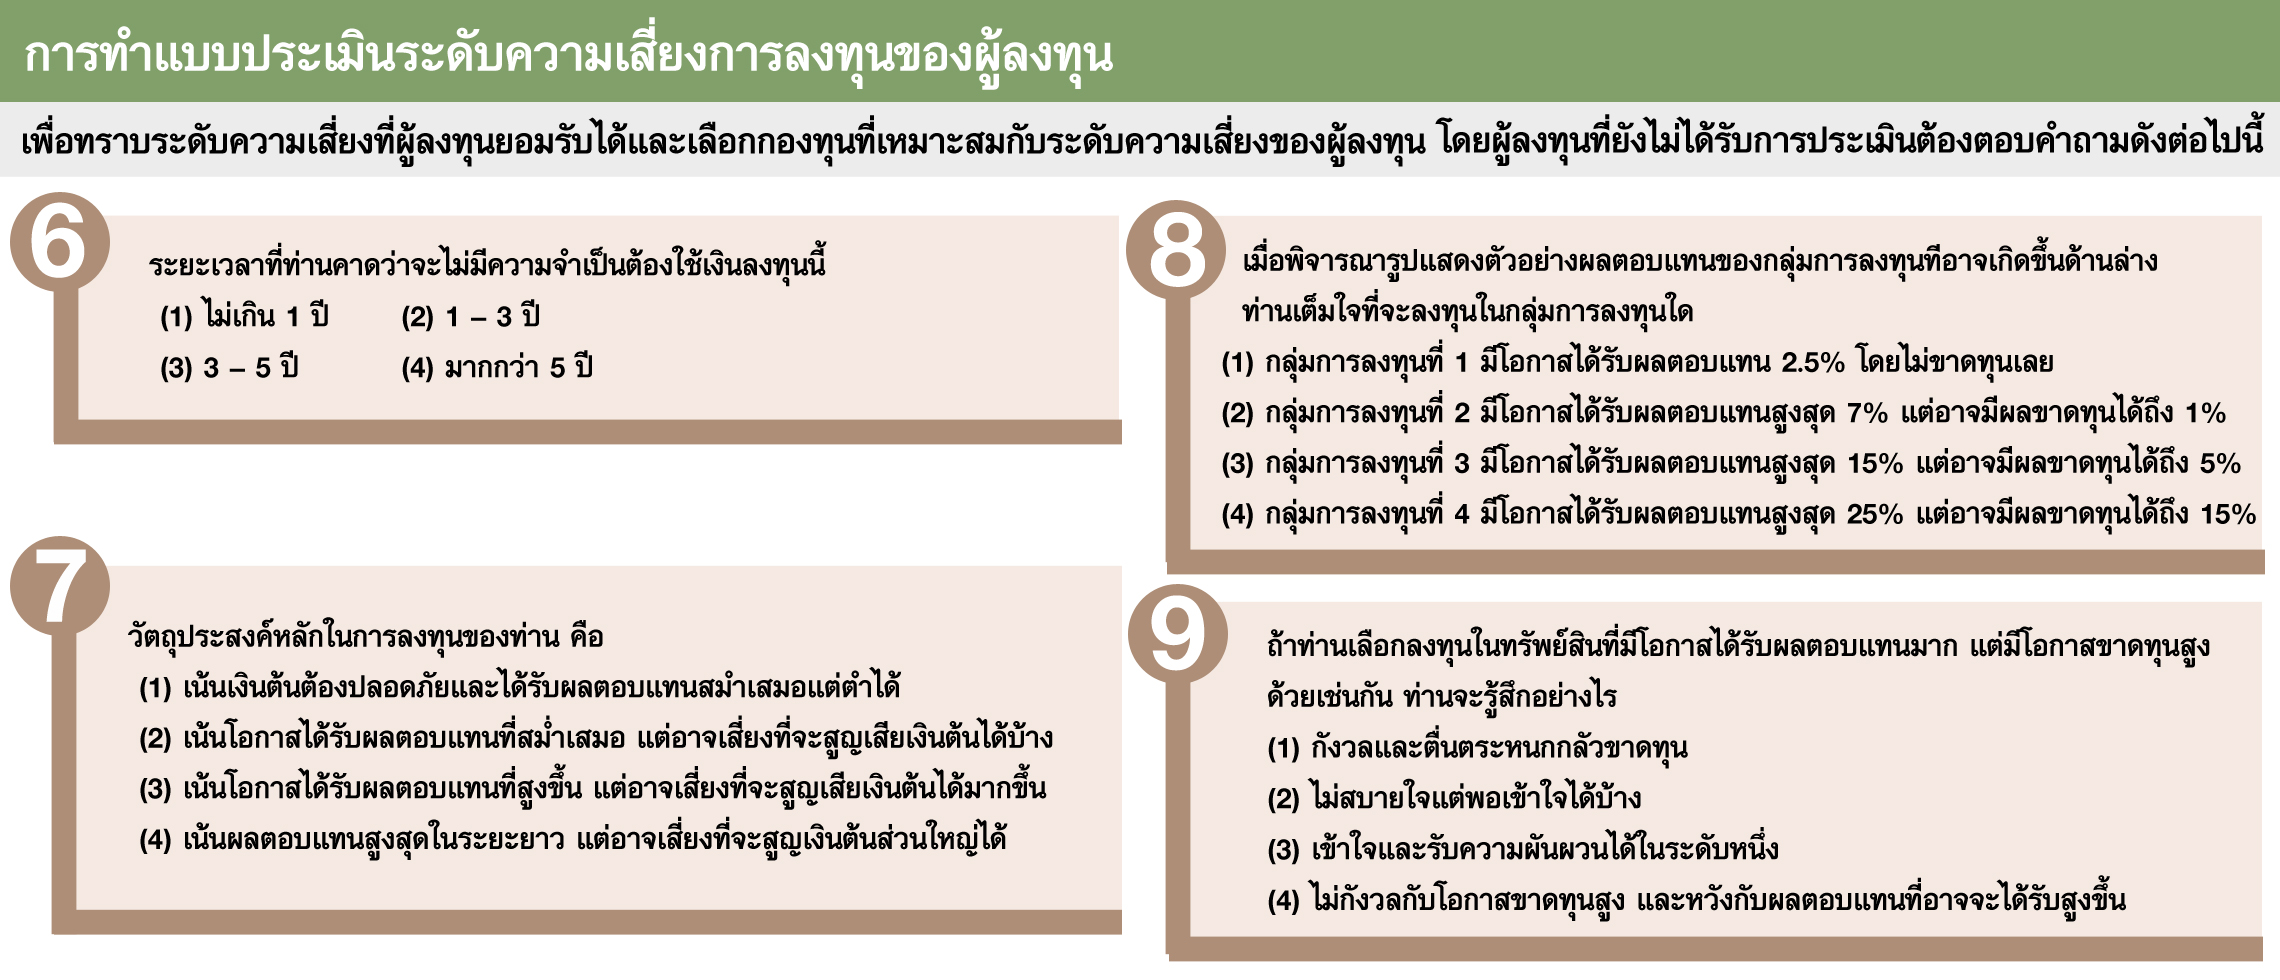 การทำแบบประเมินระดับความเสี่ยงการลงทุนของผู้ลงทุน
เพื่อทราบระดับความเสี่ยงที่ผู้ลงทุนยอมรับได้และเลือกกองทุนที่เหมาะสมกับระดับความเสี่ยงของผู้ลงทุน โดยผู้ลงทุนที่ยังไม่ได้รับการประเมินต้องตอบคำถามดังต่อไปนี้
6
ระยะเวลาที่ท่านคาดว่าจะไม่มีความจำเป็นต้องใช้เงินลงทุนนี้
(1) ไม่เกิน 1 ปี (2) 1 – 3 ปี
(3) 3 – 5 ปี (4) มากกว่า 5 ปี
7
วัตถุประสงค์หลักในการลงทุนของท่าน คือ
(1) เน้นเงินต้นต้องปลอดภัยและได้รับผลตอบแทนสมำเสมอแต่ตำได้
(2) เน้นโอกาสได้รับผลตอบแทนที่สม่ำเสมอ แต่อาจเสี่ยงที่จะสูญเสียเงินต้นได้บ้าง
(3) เน้นโอกาสได้รับผลตอบแทนที่สูงขึ้น แต่อาจเสี่ยงที่จะสูญเสียเงินต้นได้มากขึ้น
(4) เน้นผลตอบแทนสูงสุดในระยะยาว แต่อาจเสี่ยงที่จะสูญเงินต้นส่วนใหญ่ได้
8
เมื่อพิจารณารูปแสดงตัวอย่างผลตอบแทนของกลุ่มการลงทุนทีอาจเกิดขึ้นด้านล่าง
ท่านเต็มใจที่จะลงทุนในกลุ่มการลงทุนใด
(1) กลุ่มการลงทุนที่ 1 มีโอกาสได้รับผลตอบแทน 2.5% โดยไม่ขาดทุนเลย
(2) กลุ่มการลงทุนที่ 2 มีโอกาสได้รับผลตอบแทนสูงสุด 7% แต่อาจมีผลขาดทุนได้ถึง 1%
(3) กลุ่มการลงทุนที่ 3 มีโอกาสได้รับผลตอบแทนสูงสุด 15% แต่อาจมีผลขาดทุนได้ถึง 5%
(4) กลุ่มการลงทุนที่ 4 มีโอกาสได้รับผลตอบแทนสูงสุด 25% แต่อาจมีผลขาดทุนได้ถึง 15%
9
ถ้าท่านเลือกลงทุนในทรัพย์สินที่มีโอกาสได้รับผลตอบแทนมาก แต่มีโอกาสขาดทุนสูง
ด้วยเช่นกัน ท่านจะรู้สึกอย่างไร
(1) กังวลและตื่นตระหนกกลัวขาดทุน
(2) ไม่สบายใจแต่พอเข้าใจได้บ้าง
(3) เข้าใจและรับความผันผวนได้ในระดับหนึ่ง
(4) ไม่กังวลกับโอกาสขาดทุนสูง และหวังกับผลตอบแทนที่อาจจะได้รับสูงขึ้น